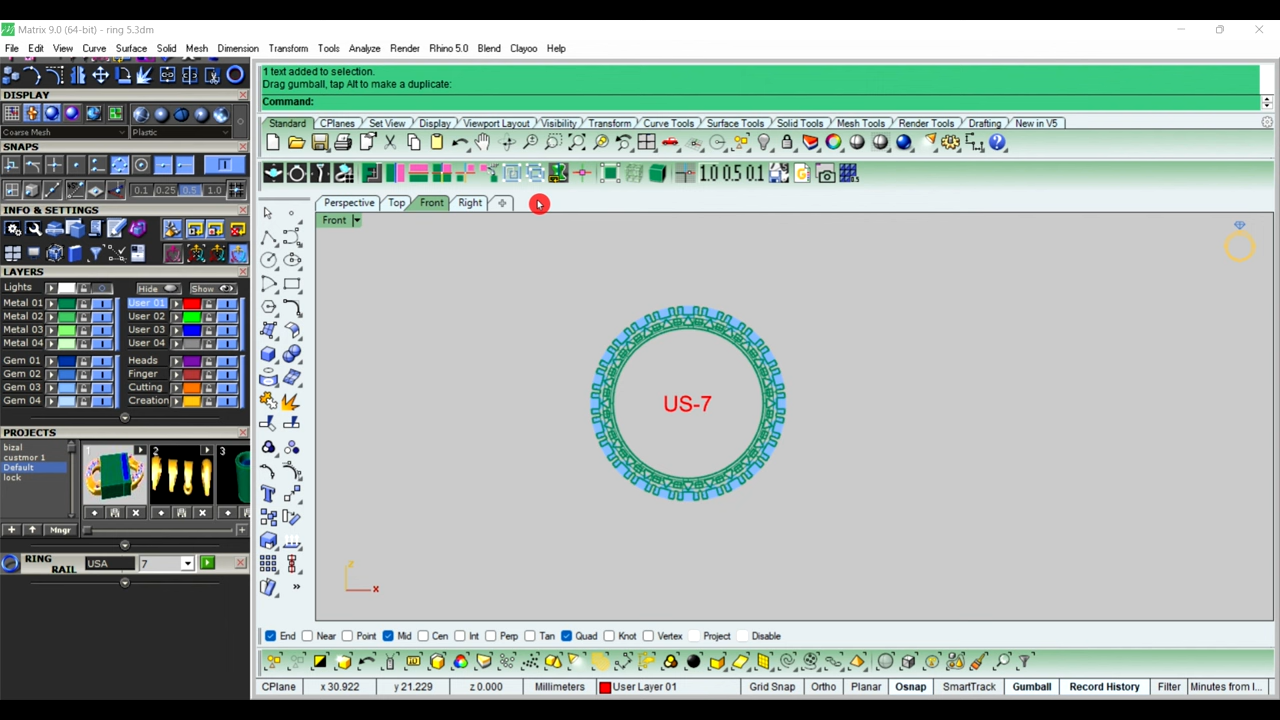 Matrix 9.0 (64-bit) - ring 5.3dm
File Edit View Curve Surface Solid Mesh Dimension Transform Tools Analyze Render Rhino 5.0 Blend Clayoo Help
1 text added to selection.
Drag gumball, tap Alt to make a duplicate:
Command:
Standard CPlanes Set View Display Viewport Layout Visibility Transform Curve Tools Surface Tools Solid Tools Mesh Tools Render Tools Drafting New in V5
1.0 0.5 0.1
Perspective Top Front Right
Front
US-7
z
x
DISPLAY
Coarse Mesh Plastic
SNAPS
0.1 0.25 0.5 1.0
INFO & SETTINGS
LAYERS
Lights Hide Show
Metal 01 User 01
Metal 02 User 02
Metal 03 User 03
Metal 04 User 04
Gem 01 Heads
Gem 02 Finger
Gem 03 Cutting
Gem 04 Creation
PROJECTS
bizal
custmor 1
Default
lock
1 2 3
Mngr
RING RAIL USA 7
End Near Point Mid Cen Int Perp Tan Quad Knot Vertex Project Disable
CPlane x 30.922 y 21.229 z 0.000 Millimeters User Layer 01 Grid Snap Ortho Planar Osnap SmartTrack Gumball Record History Filter Minutes from l...